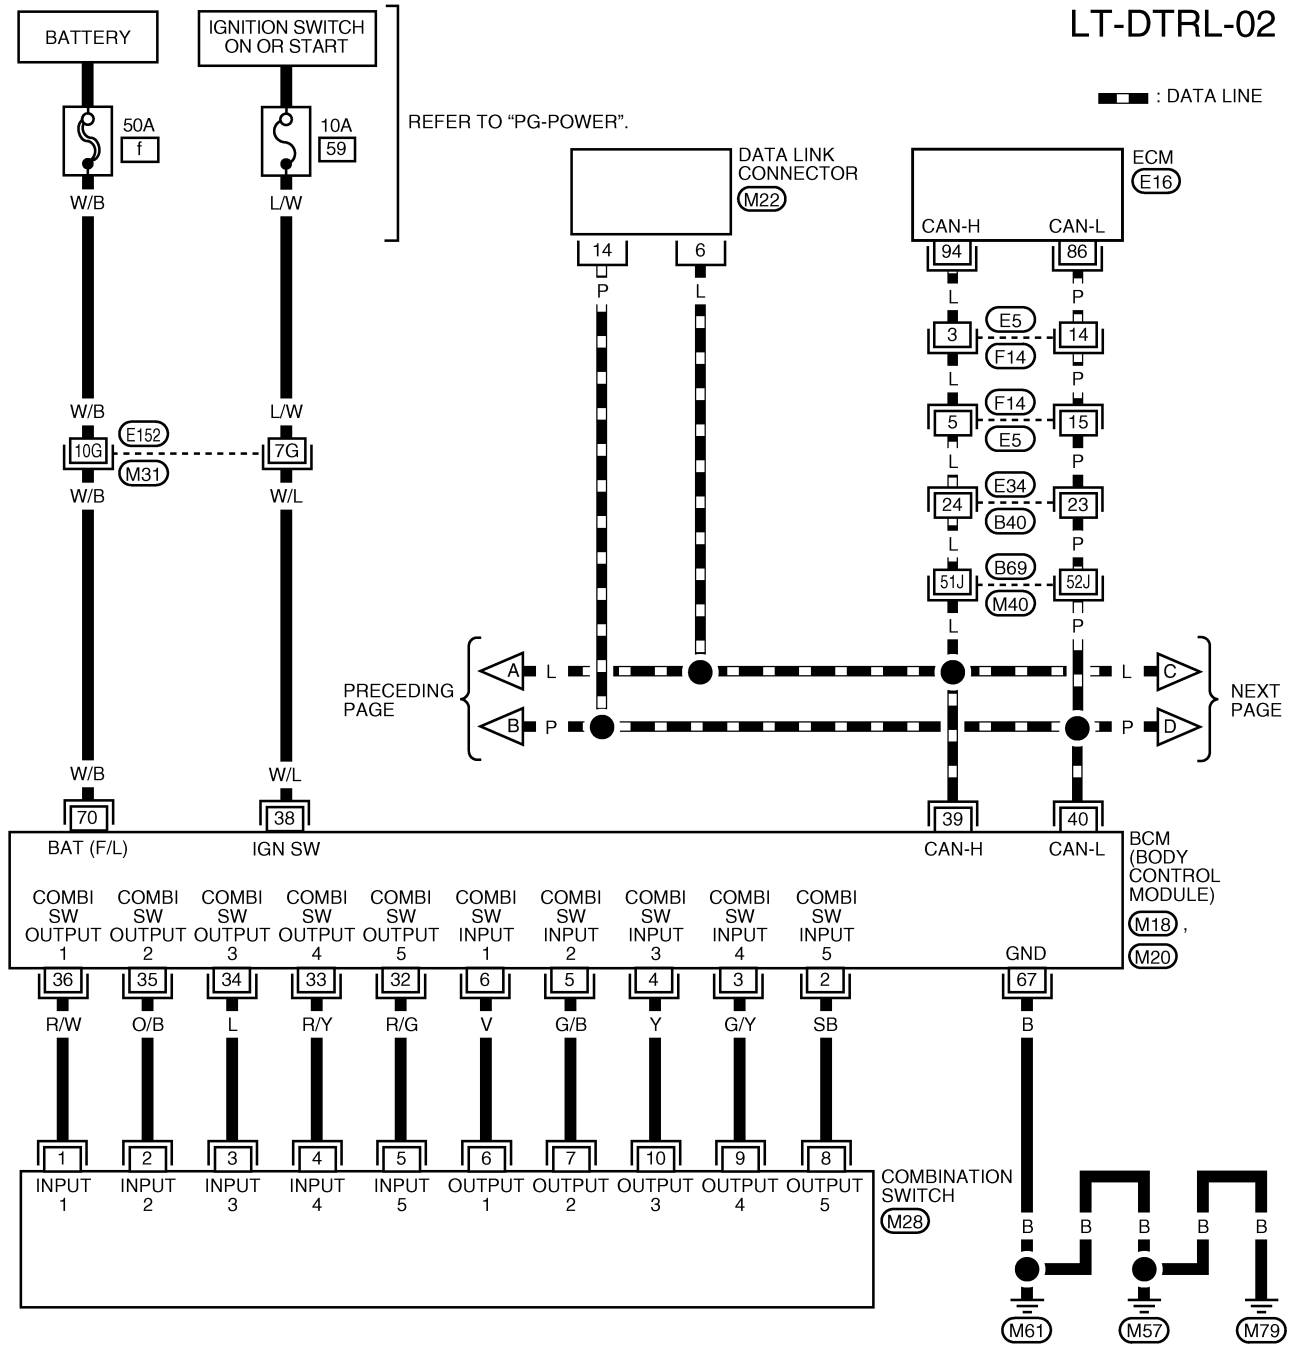 LT-DTRL-02
BATTERY
IGNITION SWITCH
ON OR START
: DATA LINE
50A
f
10A
59
REFER TO “PG-POWER”.
DATA LINK
CONNECTOR
M22
ECM
E16
CAN-H
CAN-L
W/B
L/W
14
6
94
86
P
L
L
P
3
E5
F14
14
L
P
W/B
L/W
5
F14
E5
15
10G
E152
M31
7G
L
P
W/B
W/L
24
E34
B40
23
L
P
51J
B69
M40
52J
L
P
PRECEDING
PAGE
A
L
B
P
L
C
P
D
NEXT
PAGE
W/B
W/L
70
38
39
40
BAT (F/L)
IGN SW
CAN-H
CAN-L
BCM
(BODY
CONTROL
MODULE)
M18 ,
M20
COMBI
SW
OUTPUT
1
COMBI
SW
OUTPUT
2
COMBI
SW
OUTPUT
3
COMBI
SW
OUTPUT
4
COMBI
SW
OUTPUT
5
COMBI
SW
INPUT
1
COMBI
SW
INPUT
2
COMBI
SW
INPUT
3
COMBI
SW
INPUT
4
COMBI
SW
INPUT
5
GND
36
35
34
33
32
6
5
4
3
2
67
R/W
O/B
L
R/Y
R/G
V
G/B
Y
G/Y
SB
B
1
2
3
4
5
6
7
10
9
8
INPUT
1
INPUT
2
INPUT
3
INPUT
4
INPUT
5
OUTPUT
1
OUTPUT
2
OUTPUT
3
OUTPUT
4
OUTPUT
5
COMBINATION
SWITCH
M28
B
B
B
B
B
M61
M57
M79